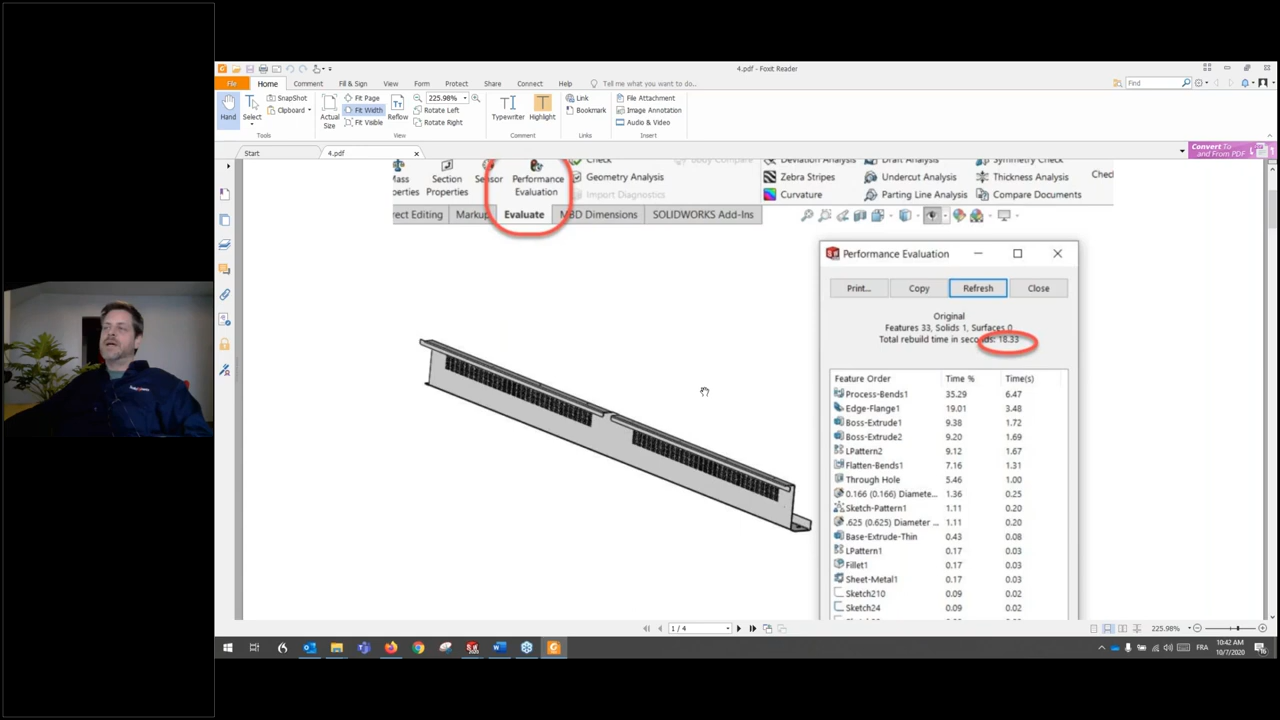 4.pdf - Foxit Reader
File Home Comment Fill & Sign View Form Protect Share Connect Help Tell me what you want to do... Find
Hand
Select
SnapShot
Clipboard
Tools
Actual
Size
Fit Page
Fit Width
Fit Visible
Reflow
225.98%
Rotate Left
Rotate Right
View
Typewriter
Highlight
Comment
Link
Bookmark
Links
File Attachment
Image Annotation
Audio & Video
Insert
Start 4.pdf
Convert To
and From PDF
Mass
Section
Properties
Sensor
Performance
Evaluation
Check
Geometry Analysis
Import Diagnostics
Body Compare
Deviation Analysis
Zebra Stripes
Curvature
Draft Analysis
Undercut Analysis
Parting Line Analysis
Symmetry Check
Thickness Analysis
Compare Documents
Chec
rect Editing Markup Evaluate MBD Dimensions SOLIDWORKS Add-Ins
Performance Evaluation
Print... Copy Refresh Close
Original
Features 33, Solids 1, Surfaces 0
Total rebuild time in seconds: 18.33
Feature Order Time % Time(s)
Process-Bends1 35.29 6.47
Edge-Flange1 19.01 3.48
Boss-Extrude1 9.38 1.72
Boss-Extrude2 9.20 1.69
LPattern2 9.12 1.67
Flatten-Bends1 7.16 1.31
Through Hole 5.46 1.00
0.166 (0.166) Diamete... 1.36 0.25
Sketch-Pattern1 1.11 0.20
.625 (0.625) Diameter ... 1.11 0.20
Base-Extrude-Thin 0.43 0.08
LPattern1 0.17 0.03
Fillet1 0.17 0.03
Sheet-Metal1 0.17 0.03
Sketch210 0.09 0.02
Sketch24 0.09 0.02
1 / 4
225.98%
FRA
10:42 AM
10/7/2020